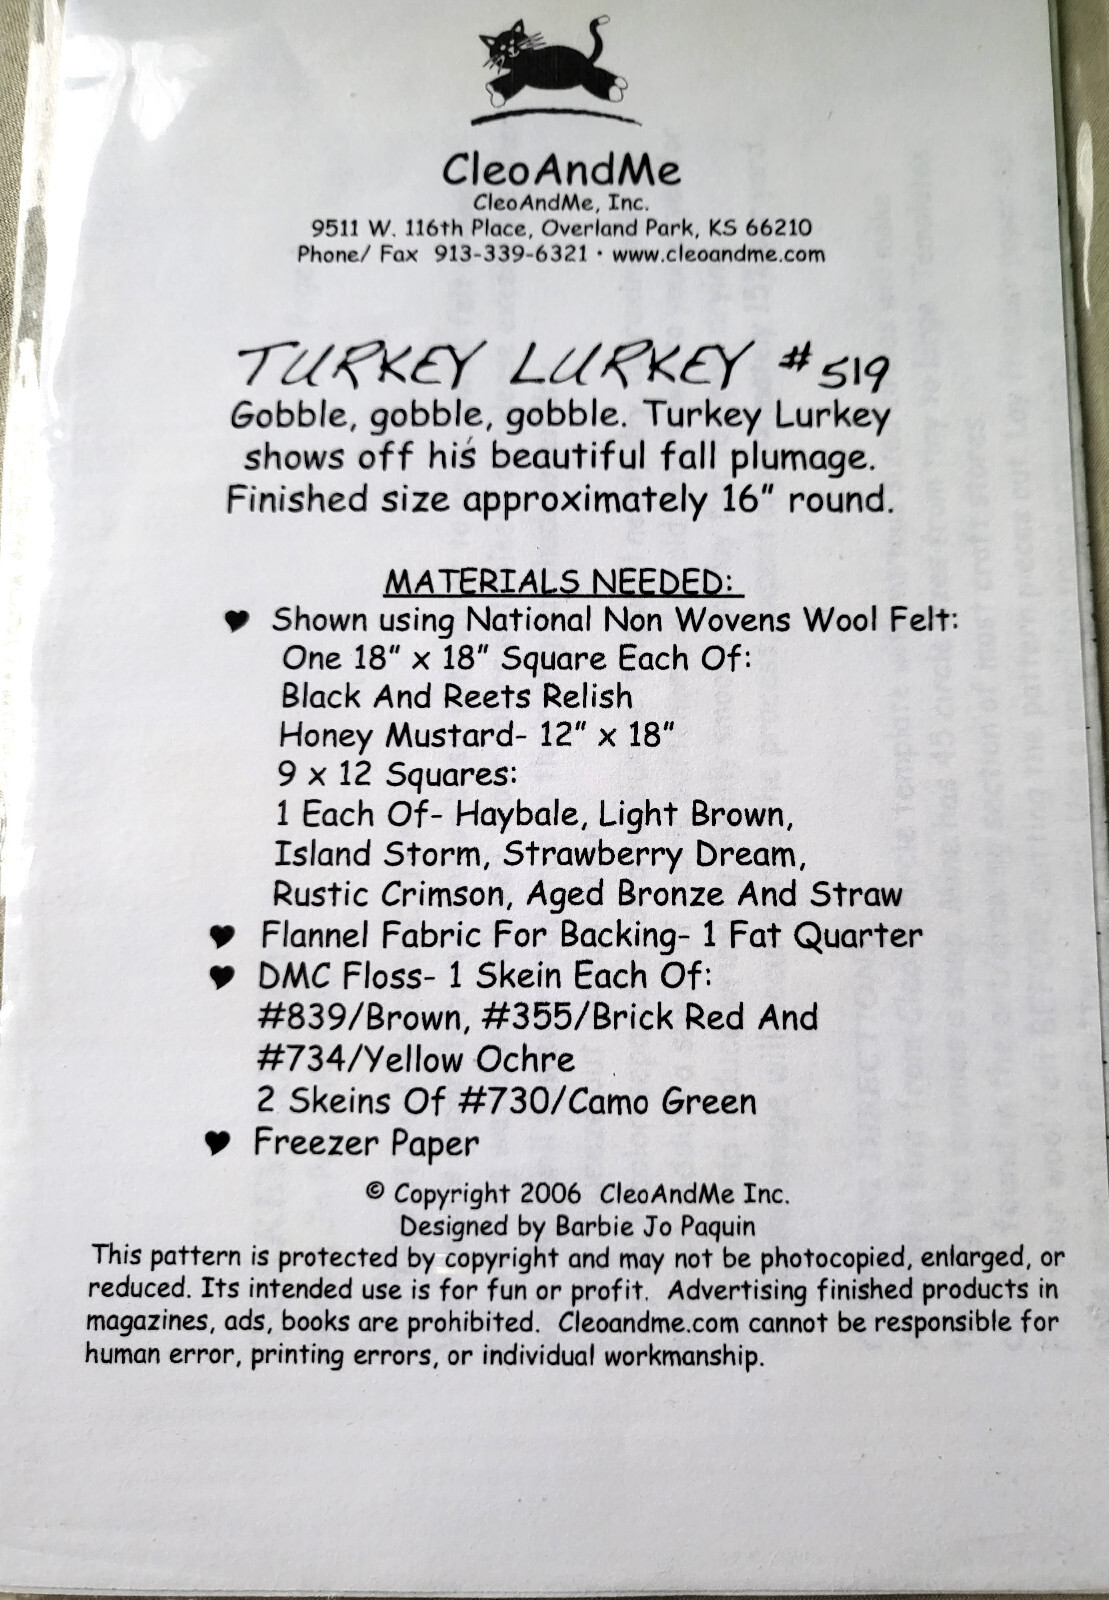 CleoAndMe
CleoAndMe, Inc.
9511 W. 116th Place, Overland Park, KS 66210
Phone/ Fax 913-339-6321 • www.cleoandme.com
TURKEY LURKEY #519
Gobble, gobble, gobble. Turkey Lurkey
shows off his beautiful fall plumage.
Finished size approximately 16" round.
MATERIALS NEEDED:
♥ Shown using National Non Wovens Wool Felt:
One 18" x 18" Square Each Of:
Black And Reets Relish
Honey Mustard- 12" x 18"
9 x 12 Squares:
1 Each Of- Haybale, Light Brown,
Island Storm, Strawberry Dream,
Rustic Crimson, Aged Bronze And Straw
♥ Flannel Fabric For Backing- 1 Fat Quarter
♥ DMC Floss- 1 Skein Each Of:
#839/Brown, #355/Brick Red And
#734/Yellow Ochre
2 Skeins Of #730/Camo Green
♥ Freezer Paper
© Copyright 2006 CleoAndMe Inc.
Designed by Barbie Jo Paquin
This pattern is protected by copyright and may not be photocopied, enlarged, or
reduced. Its intended use is for fun or profit. Advertising finished products in
magazines, ads, books are prohibited. Cleoandme.com cannot be responsible for
human error, printing errors, or individual workmanship.